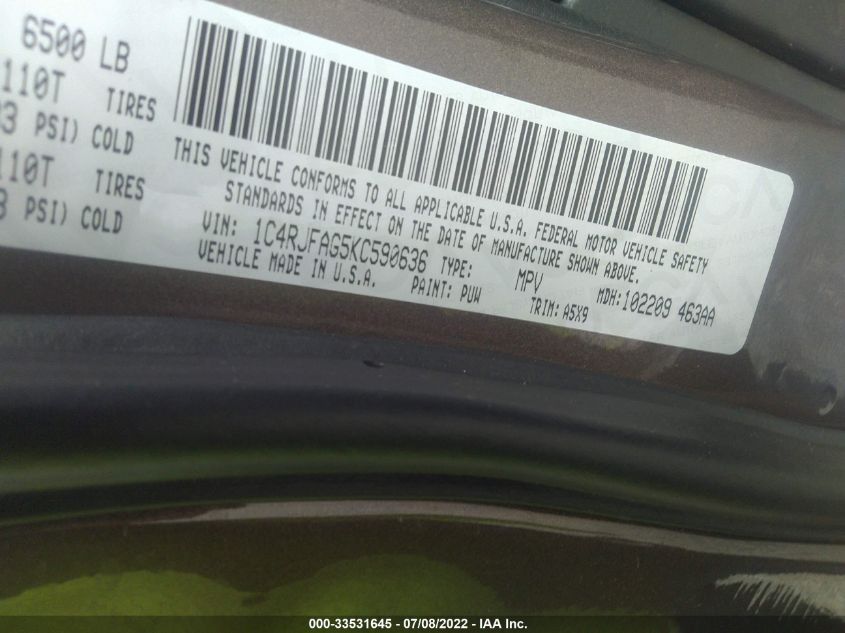 6500 LB
110T TIRES
3 PSI) COLD
110T TIRES
PSI) COLD
THIS VEHICLE CONFORMS TO ALL APPLICABLE U.S.A. FEDERAL MOTOR VEHICLE SAFETY
STANDARDS IN EFFECT ON THE DATE OF MANUFACTURE SHOWN ABOVE.
VIN: 1C4RJFAG5KC590636 TYPE: MPV MDH:102209 463AA
VEHICLE MADE IN U.S.A. PAINT: PUW TRIM: A5X9
000-33531645 - 07/08/2022 - IAA Inc.